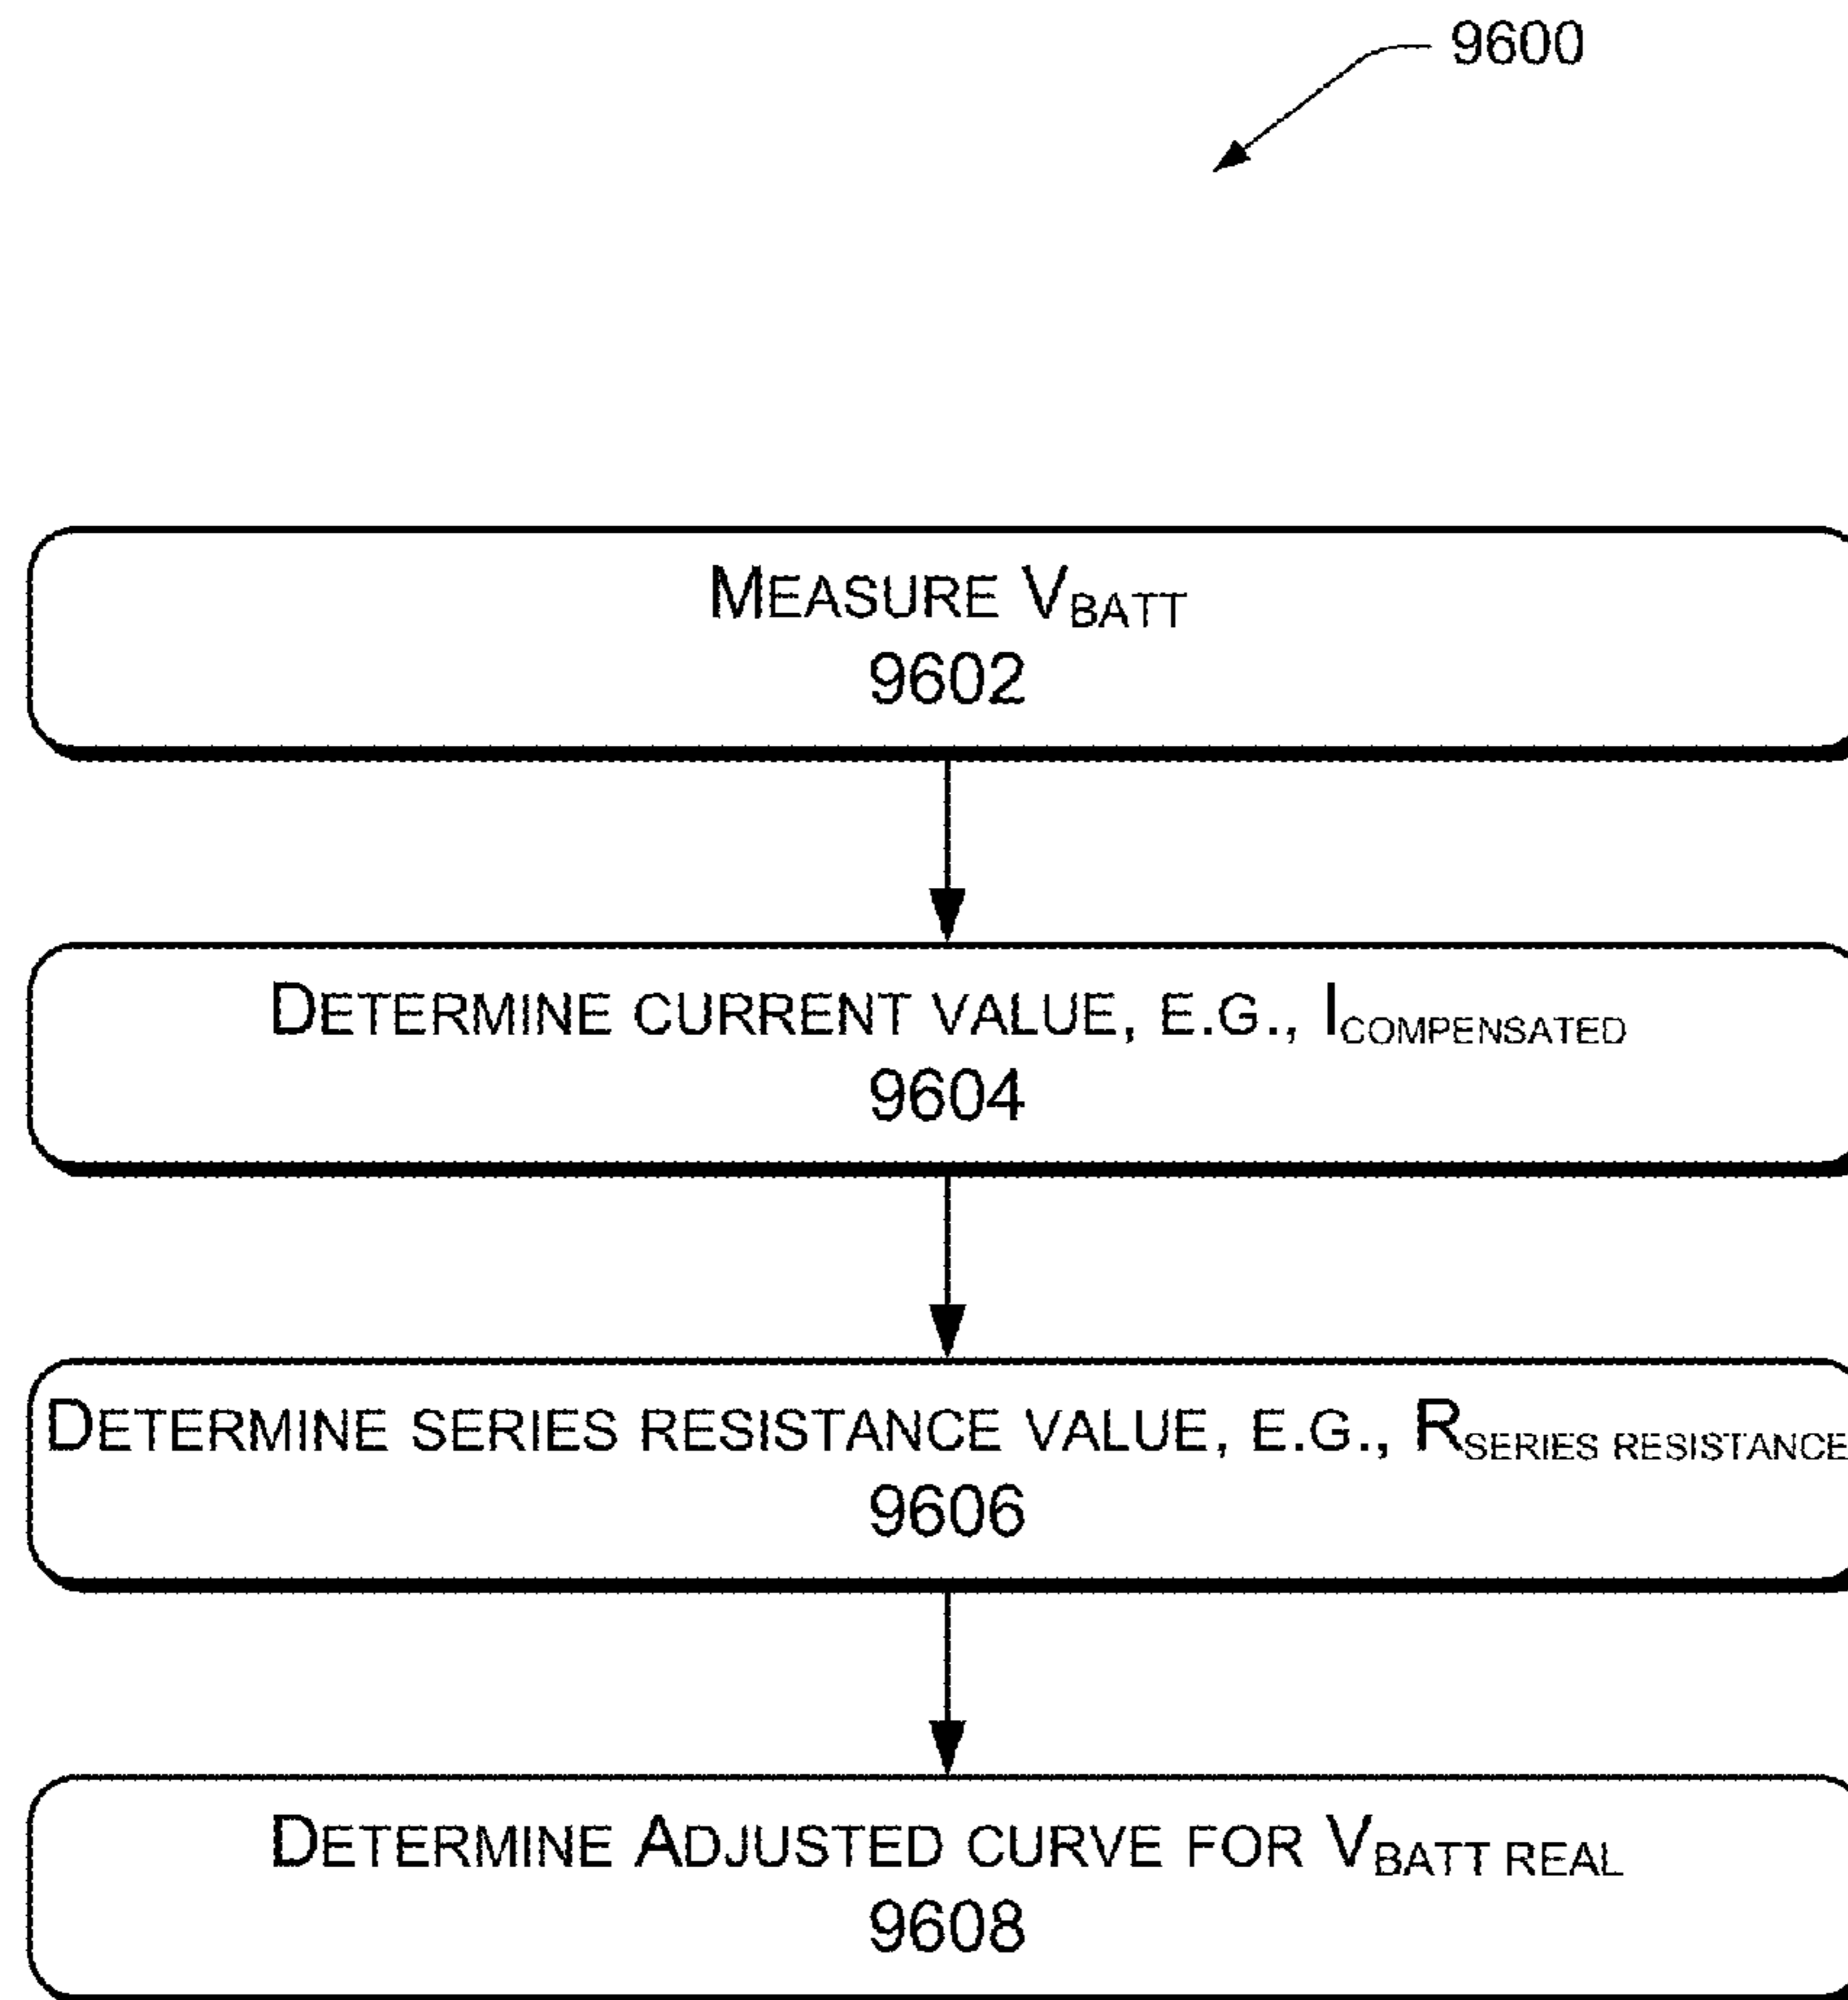 9600
MEASURE VBATT
9602
DETERMINE CURRENT VALUE, E.G., ICOMPENSATED
9604
DETERMINE SERIES RESISTANCE VALUE, E.G., RSERIES RESISTANCE
9606
DETERMINE ADJUSTED CURVE FOR VBATT REAL
9608